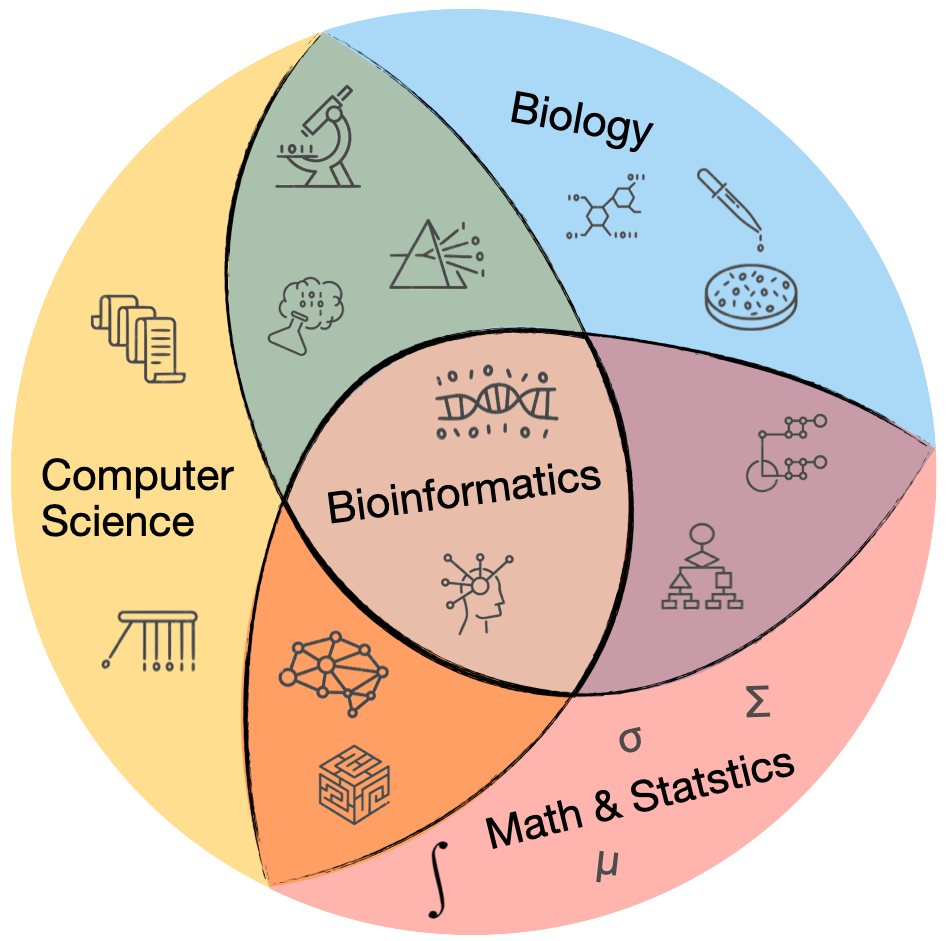 Biology
Computer
Science
Bioinformatics
σ
Σ
Math & Statstics
∫
μ